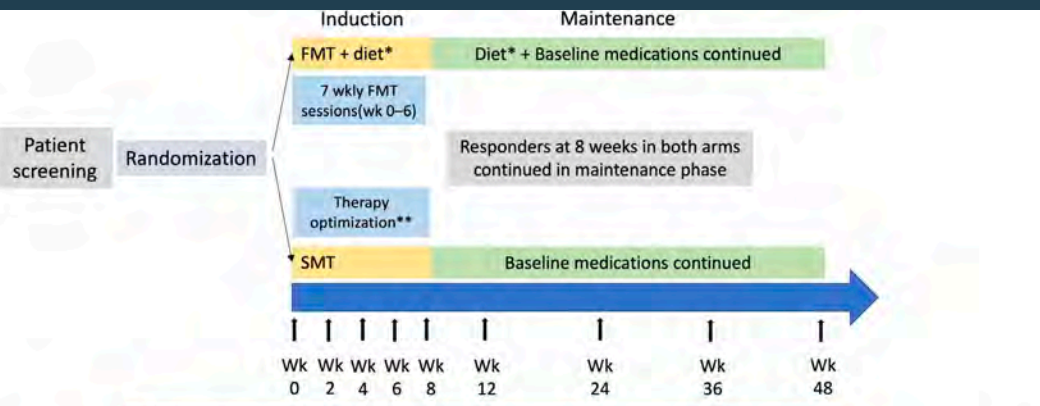 Induction
Maintenance
FMT + diet*
Diet* + Baseline medications continued
7 wkly FMT
sessions(wk 0–6)
Patient
screening
Randomization
Responders at 8 weeks in both arms
continued in maintenance phase
Therapy
optimization**
SMT
Baseline medications continued
Wk Wk Wk Wk Wk Wk Wk Wk Wk
0 2 4 6 8 12 24 36 48